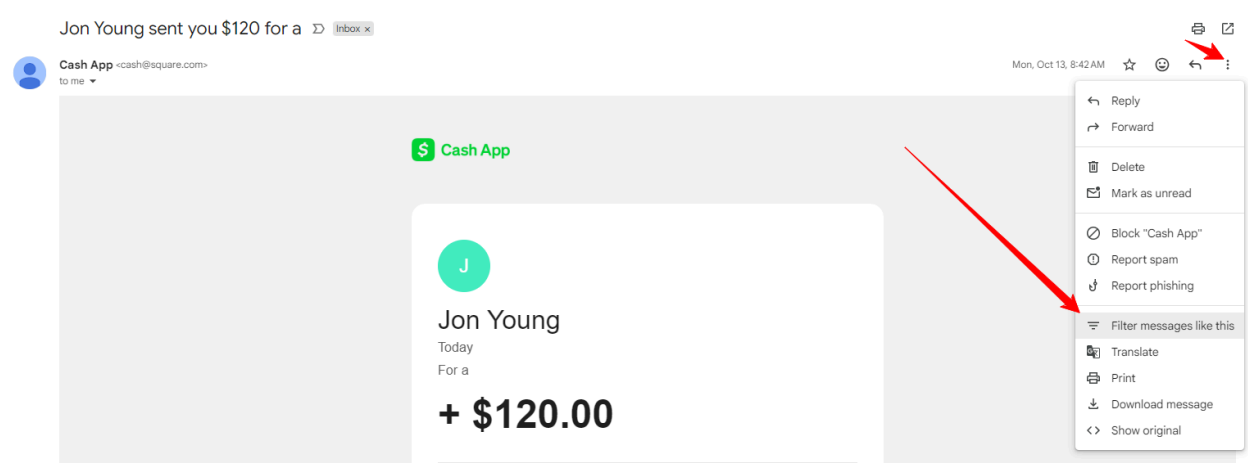 Jon Young sent you $120 for a Inbox x
Cash App <cash@square.com> Mon, Oct 13, 8:42 AM
to me
Reply
Forward
Delete
Mark as unread
Block "Cash App"
Report spam
Report phishing
Filter messages like this
Translate
Print
Download message
Show original
$ Cash App
J
Jon Young
Today
For a
+ $120.00